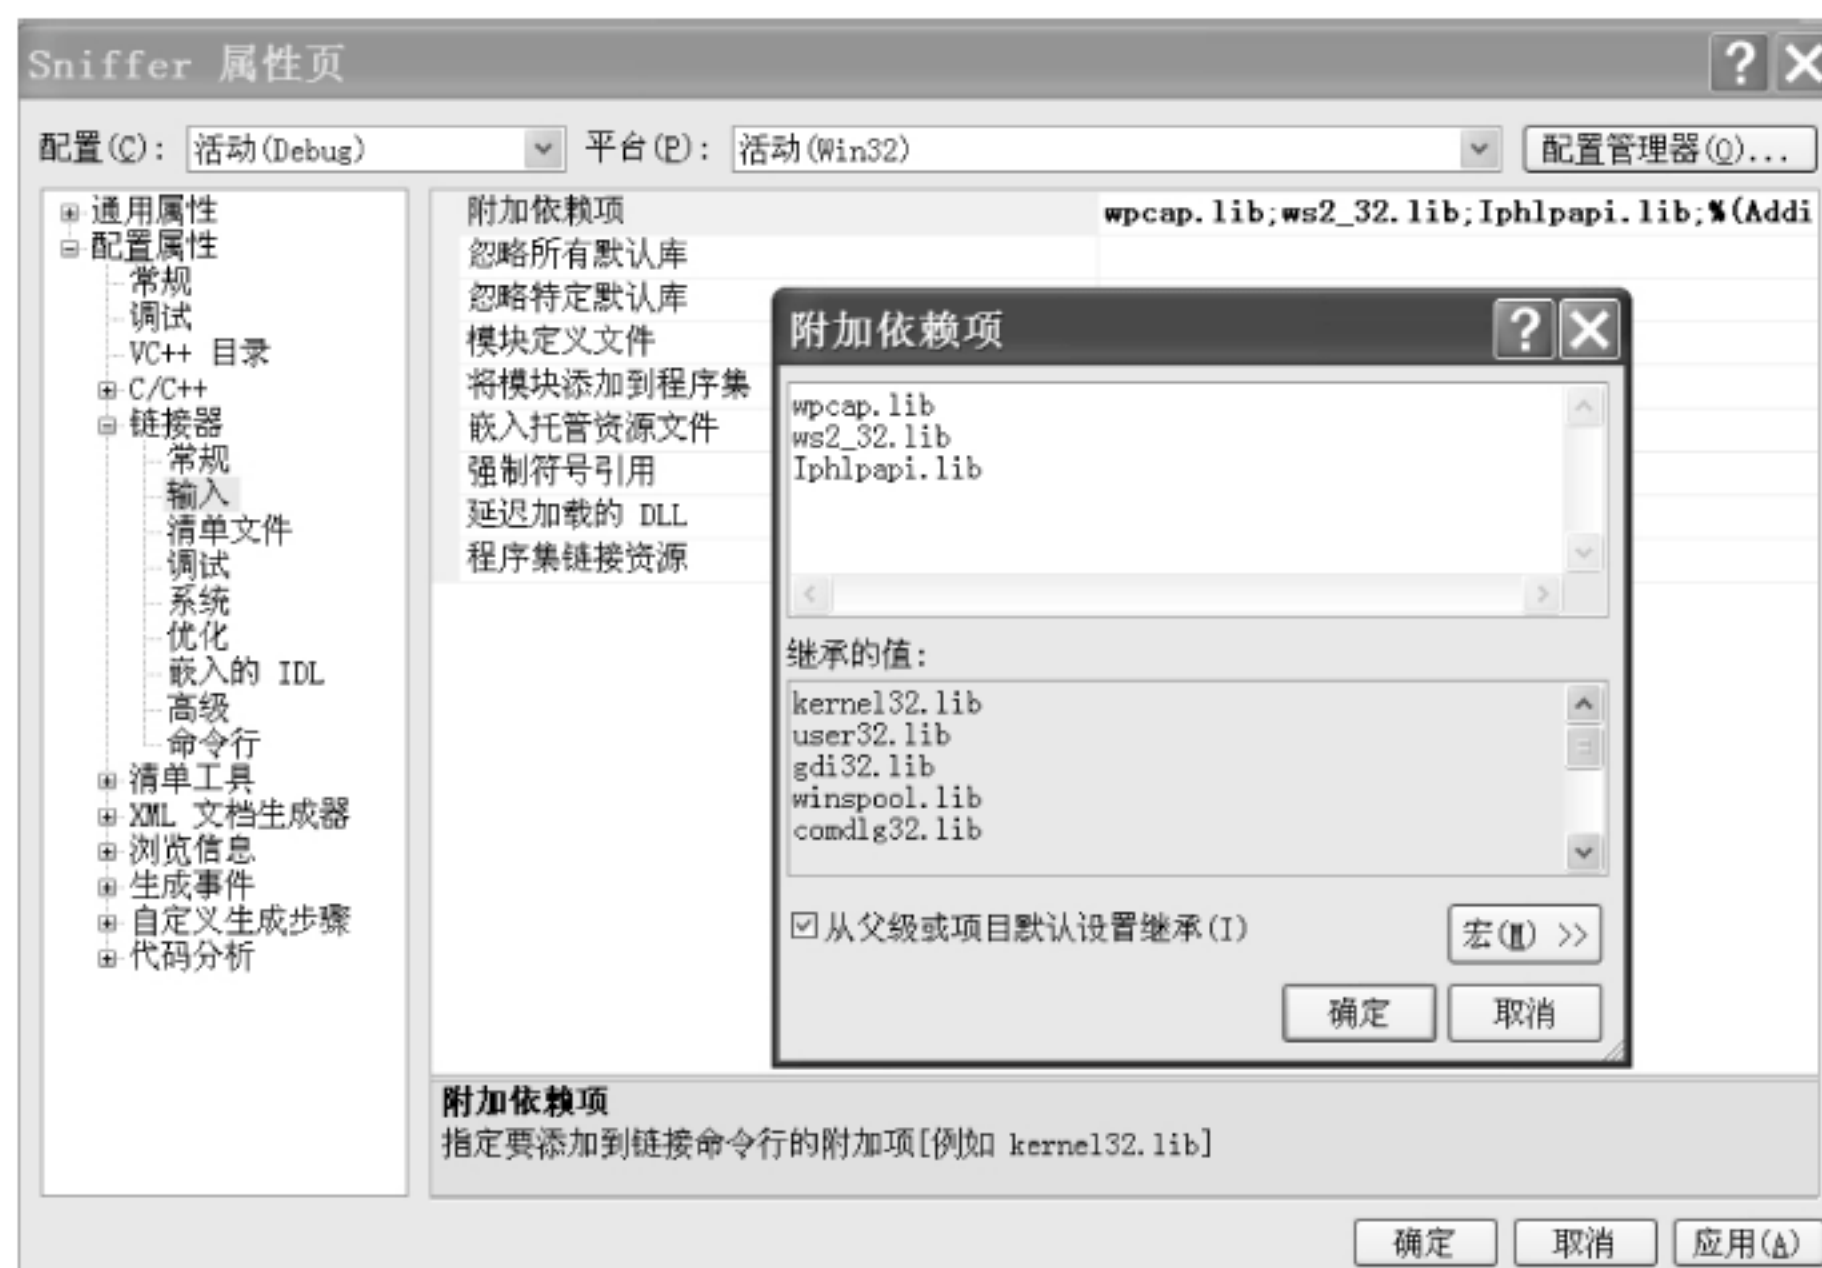 Sniffer 属性页
配置(C): 活动(Debug) 平台(P): 活动(Win32) 配置管理器(O)...
通用属性
配置属性
常规
调试
VC++ 目录
C/C++
链接器
常规
输入
清单文件
调试
系统
优化
嵌入的 IDL
高级
命令行
清单工具
XML 文档生成器
浏览信息
生成事件
自定义生成步骤
代码分析
附加依赖项 wpcap.lib;ws2_32.lib;Iphlpapi.lib;%(Addi
忽略所有默认库
忽略特定默认库
模块定义文件
将模块添加到程序集
嵌入托管资源文件
强制符号引用
延迟加载的 DLL
程序集链接资源
附加依赖项
wpcap.lib
ws2_32.lib
Iphlpapi.lib
继承的值:
kernel32.lib
user32.lib
gdi32.lib
winspool.lib
comdlg32.lib
从父级或项目默认设置继承(I)
宏(M) >>
确定 取消
附加依赖项
指定要添加到链接命令行的附加项[例如 kernel32.lib]
确定 取消 应用(A)